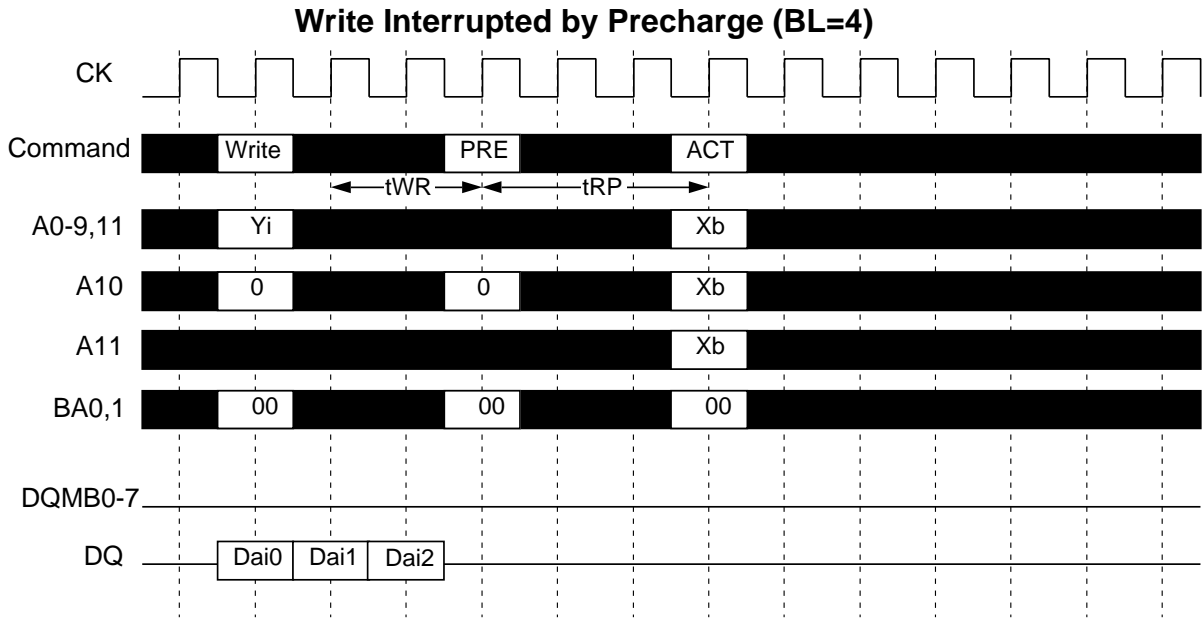 Write Interrupted by Precharge (BL=4)
CK
Command Write PRE ACT
tWR tRP
A0-9,11 Yi Xb
A10 0 0 Xb
A11 Xb
BA0,1 00 00 00
DQMB0-7
DQ Dai0 Dai1 Dai2